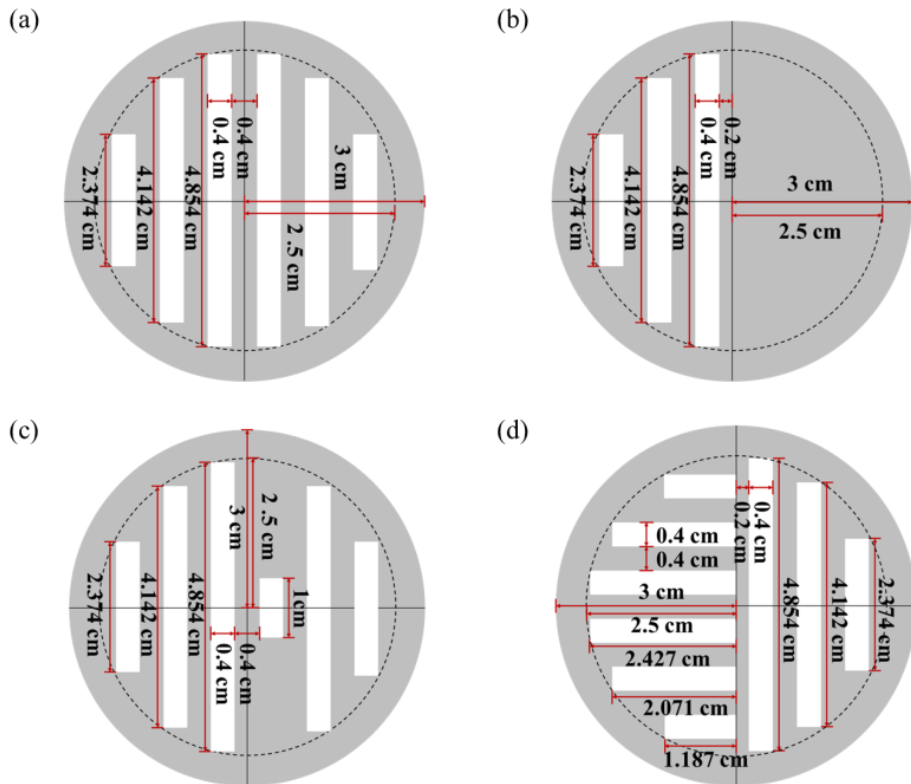 (a)
2.374 cm
4.142 cm
4.854 cm
0.4 cm
0.4 cm
3 cm
2 .5 cm
(b)
2.374 cm
4.142 cm
4.854 cm
0.4 cm
0.2 cm
3 cm
2.5 cm
(c)
2.374 cm
4.142 cm
4.854 cm
3 cm
2 .5 cm
1cm
0.4 cm
0.4 cm
(d)
0.4 cm
0.4 cm
3 cm
2.5 cm
2.427 cm
2.071 cm
1.187 cm
0.2 cm
0.4 cm
4.854 cm
4.142 cm
2.374 cm